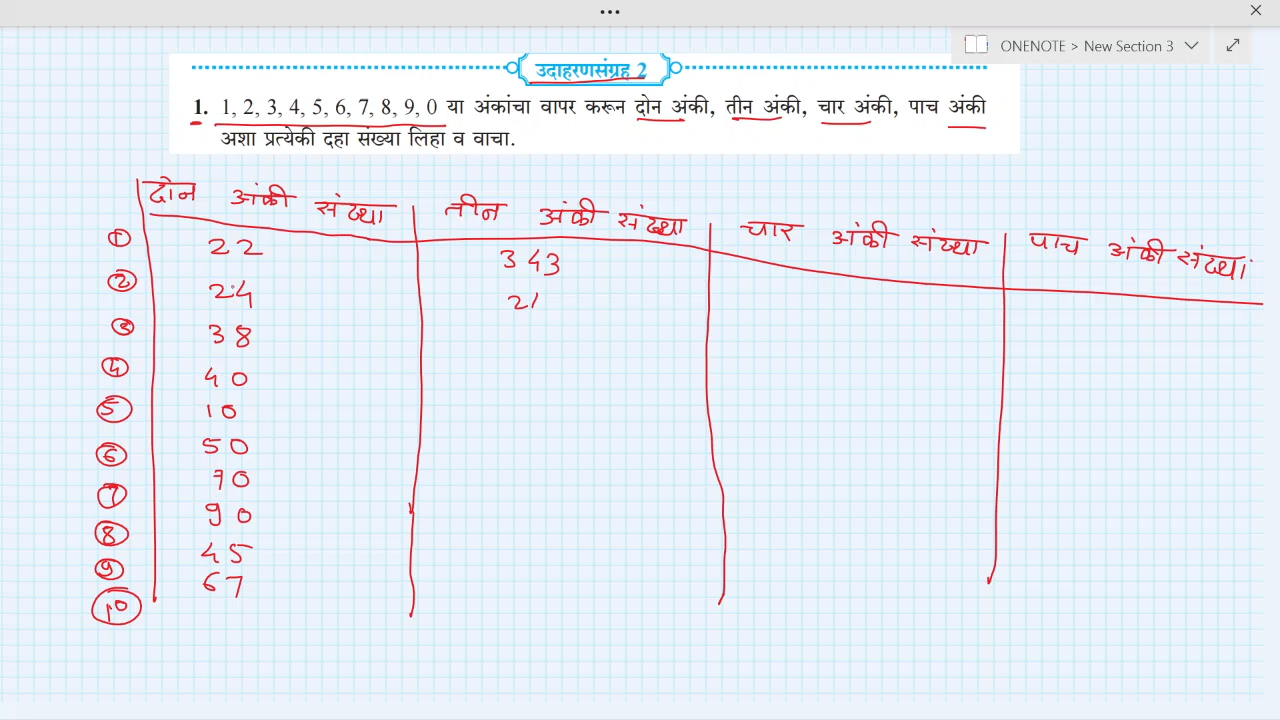 ONENOTE > New Section 3
उदाहरणसंग्रह 2
1. 1, 2, 3, 4, 5, 6, 7, 8, 9, 0 या अंकांचा वापर करून दोन अंकी, तीन अंकी, चार अंकी, पाच अंकी
अशा प्रत्येकी दहा संख्या लिहा व वाचा.
दोन अंकी संख्या तीन अंकी संख्या चार अंकी संख्या पाच अंकी संख्या
1 22 343
2 24 21
3 38
4 40
5 10
6 50
7 70
8 90
9 45
10 67